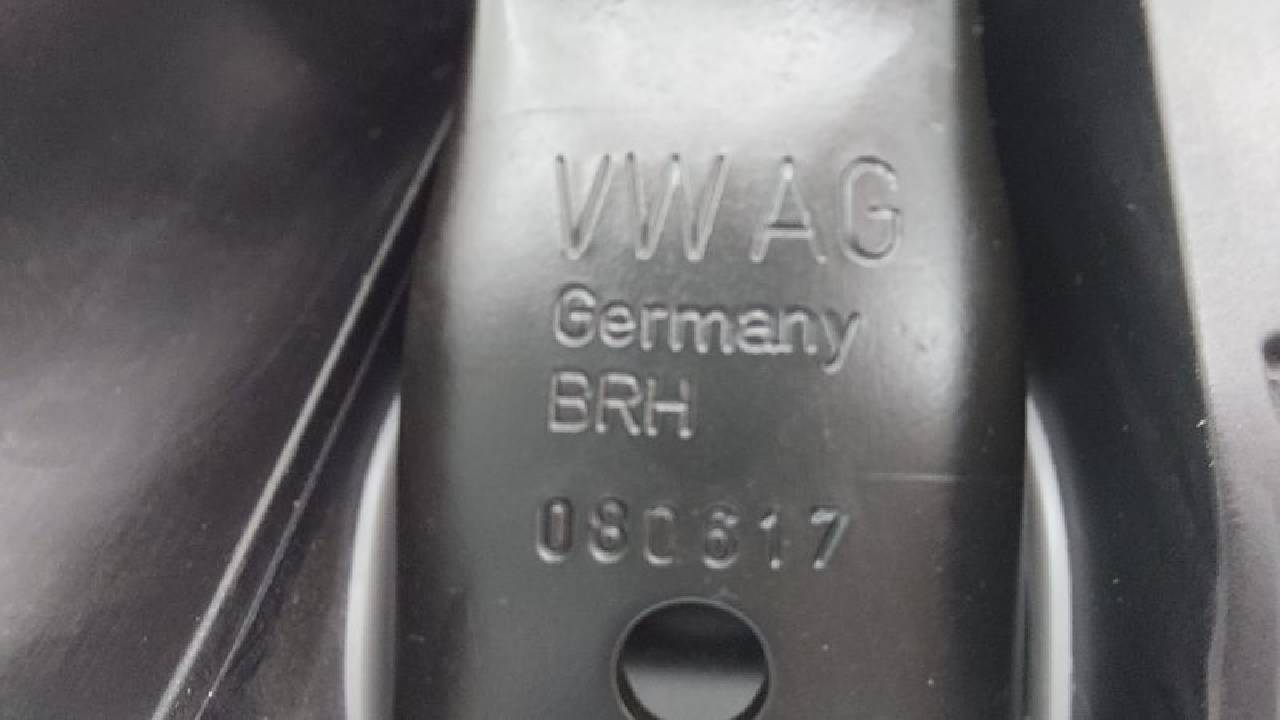 VW AG
Germany
BRH
080617